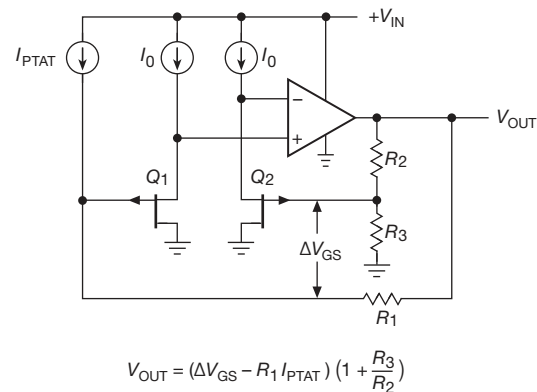 +V_IN
I_PTAT
I_0
I_0
−
+
V_OUT
R_2
Q_1
Q_2
R_3
ΔV_GS
R_1
V_OUT = (ΔV_GS − R_1 I_PTAT) (1 + R_3/R_2)